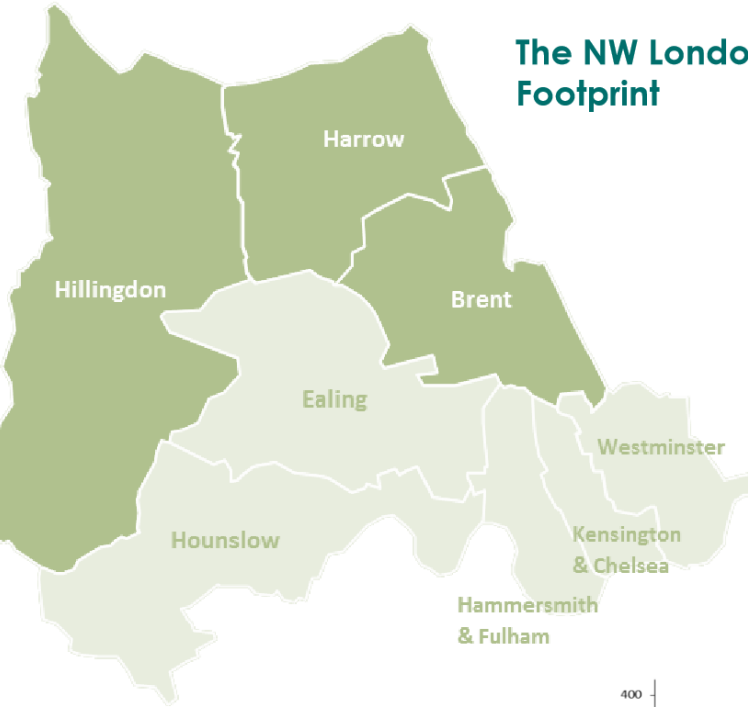 The NW Londo
Footprint
Harrow
Hillingdon
Brent
Ealing
Westminster
Hounslow
Kensington
& Chelsea
Hammersmith
& Fulham
400